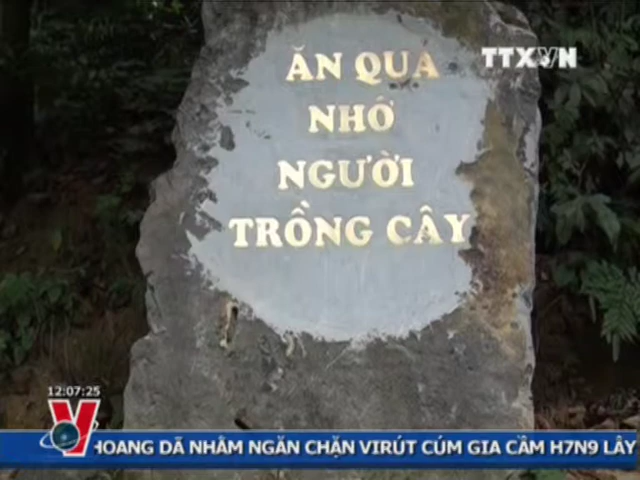 TTXVN
ĂN QUẢ
NHỚ
NGƯỜI
TRỒNG CÂY
12:07:25
HOANG DÃ NHẰM NGĂN CHẶN VIRÚT CÚM GIA CẦM H7N9 LÂY